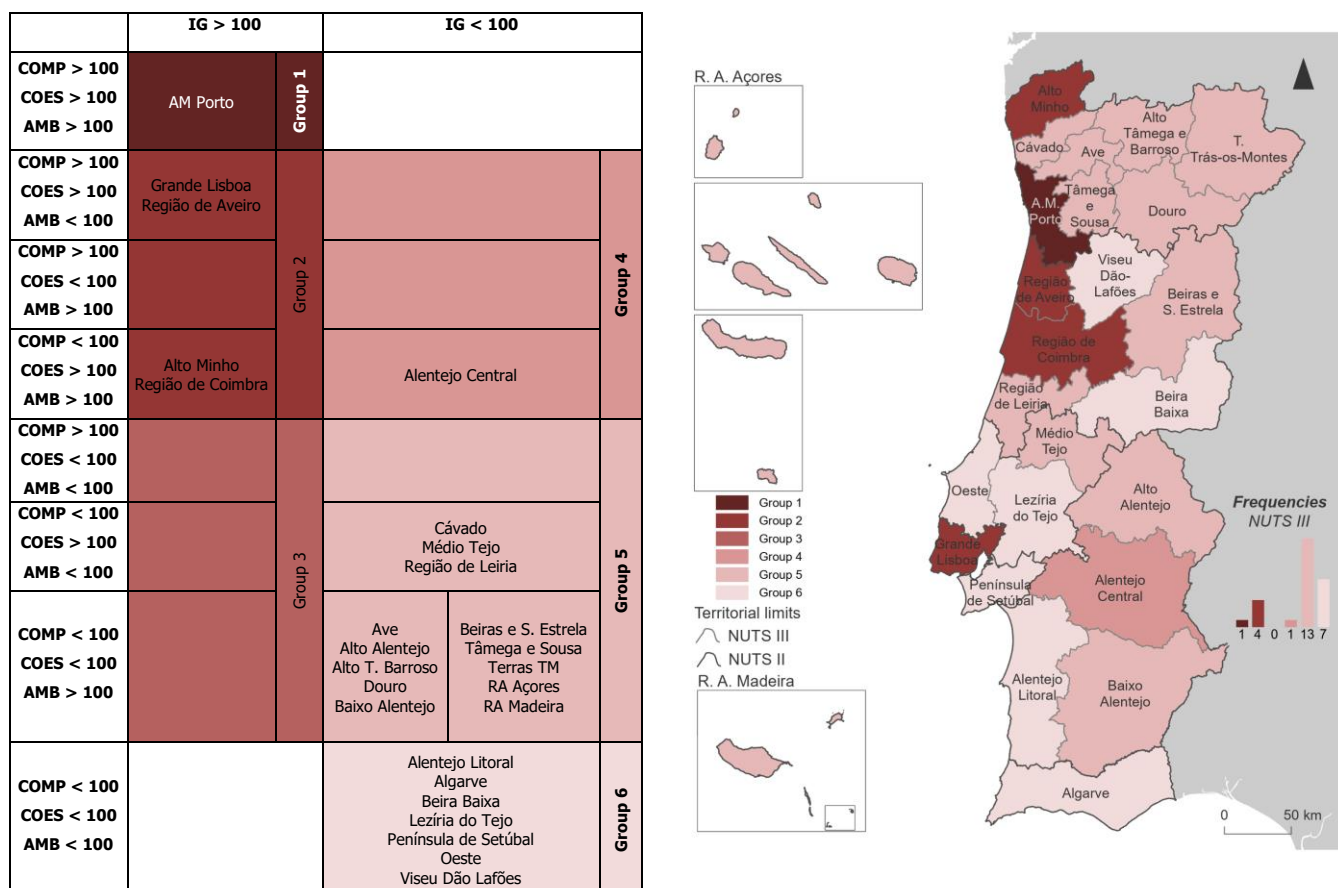 IG > 100
IG < 100
COMP > 100
COES > 100
AMB > 100
AM Porto
Group 1
COMP > 100
COES > 100
AMB < 100
Grande Lisboa
Região de Aveiro
Group 2
Group 4
COMP > 100
COES < 100
AMB > 100
COMP < 100
COES > 100
AMB > 100
Alto Minho
Região de Coimbra
Alentejo Central
COMP > 100
COES < 100
AMB < 100
Group 3
Group 5
COMP < 100
COES > 100
AMB < 100
Cávado
Médio Tejo
Região de Leiria
COMP < 100
COES < 100
AMB > 100
Ave
Alto Alentejo
Alto T. Barroso
Douro
Baixo Alentejo
Beiras e S. Estrela
Tâmega e Sousa
Terras TM
RA Açores
RA Madeira
COMP < 100
COES < 100
AMB < 100
Alentejo Litoral
Algarve
Beira Baixa
Lezíria do Tejo
Península de Setúbal
Oeste
Viseu Dão Lafões
Group 6
R. A. Açores
Group 1
Group 2
Group 3
Group 4
Group 5
Group 6
Territorial limits
NUTS III
NUTS II
R. A. Madeira
Alto
Minho
Alto
Tâmega e
Barroso
T.
Trás-os-Montes
Cávado
Ave
A.M.
Porto
Tâmega
e
Sousa
Douro
Viseu
Dão-
Lafões
Região
de Aveiro
Beiras e
S. Estrela
Região de
Coimbra
Região
de Leiria
Beira
Baixa
Médio
Tejo
Oeste
Lezíria
do Tejo
Alto
Alentejo
Grande
Lisboa
Península
de Setúbal
Alentejo
Central
Alentejo
Litoral
Baixo
Alentejo
Algarve
Frequencies
NUTS III
1 4 0 1 13 7
0 50 km